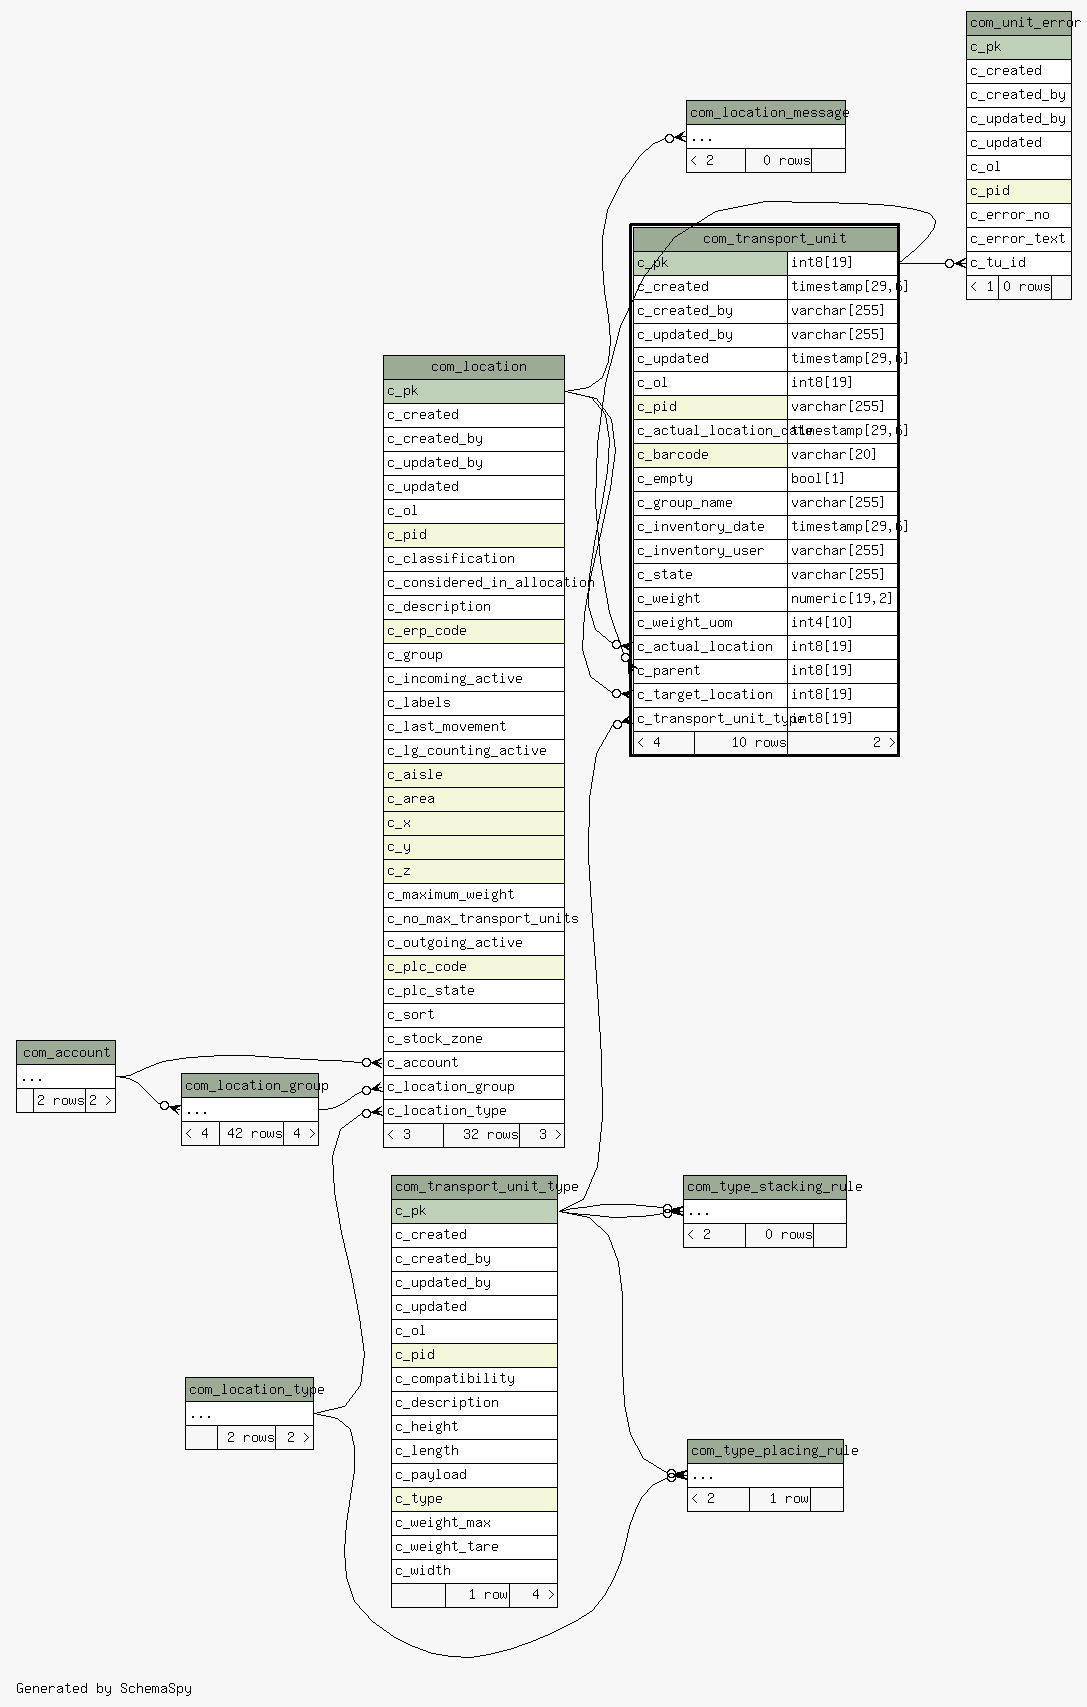 com_unit_error
c_pk
c_created
c_created_by
c_updated_by
c_updated
c_ol
c_pid
c_error_no
c_error_text
c_tu_id
< 1 0 rows
com_location_message
...
< 2 0 rows
com_transport_unit
c_pk int8[19]
c_created timestamp[29,6]
c_created_by varchar[255]
c_updated_by varchar[255]
c_updated timestamp[29,6]
c_ol int8[19]
c_pid varchar[255]
c_actual_location_date timestamp[29,6]
c_barcode varchar[20]
c_empty bool[1]
c_group_name varchar[255]
c_inventory_date timestamp[29,6]
c_inventory_user varchar[255]
c_state varchar[255]
c_weight numeric[19,2]
c_weight_uom int4[10]
c_actual_location int8[19]
c_parent int8[19]
c_target_location int8[19]
c_transport_unit_type int8[19]
< 4 10 rows 2 >
com_location
c_pk
c_created
c_created_by
c_updated_by
c_updated
c_ol
c_pid
c_classification
c_considered_in_allocation
c_description
c_erp_code
c_group
c_incoming_active
c_labels
c_last_movement
c_lg_counting_active
c_aisle
c_area
c_x
c_y
c_z
c_maximum_weight
c_no_max_transport_units
c_outgoing_active
c_plc_code
c_plc_state
c_sort
c_stock_zone
c_account
c_location_group
c_location_type
< 3 32 rows 3 >
com_account
...
2 rows 2 >
com_location_group
...
< 4 42 rows 4 >
com_transport_unit_type
c_pk
c_created
c_created_by
c_updated_by
c_updated
c_ol
c_pid
c_compatibility
c_description
c_height
c_length
c_payload
c_type
c_weight_max
c_weight_tare
c_width
1 row 4 >
com_type_stacking_rule
...
< 2 0 rows
com_location_type
...
2 rows 2 >
com_type_placing_rule
...
< 2 1 row
Generated by SchemaSpy